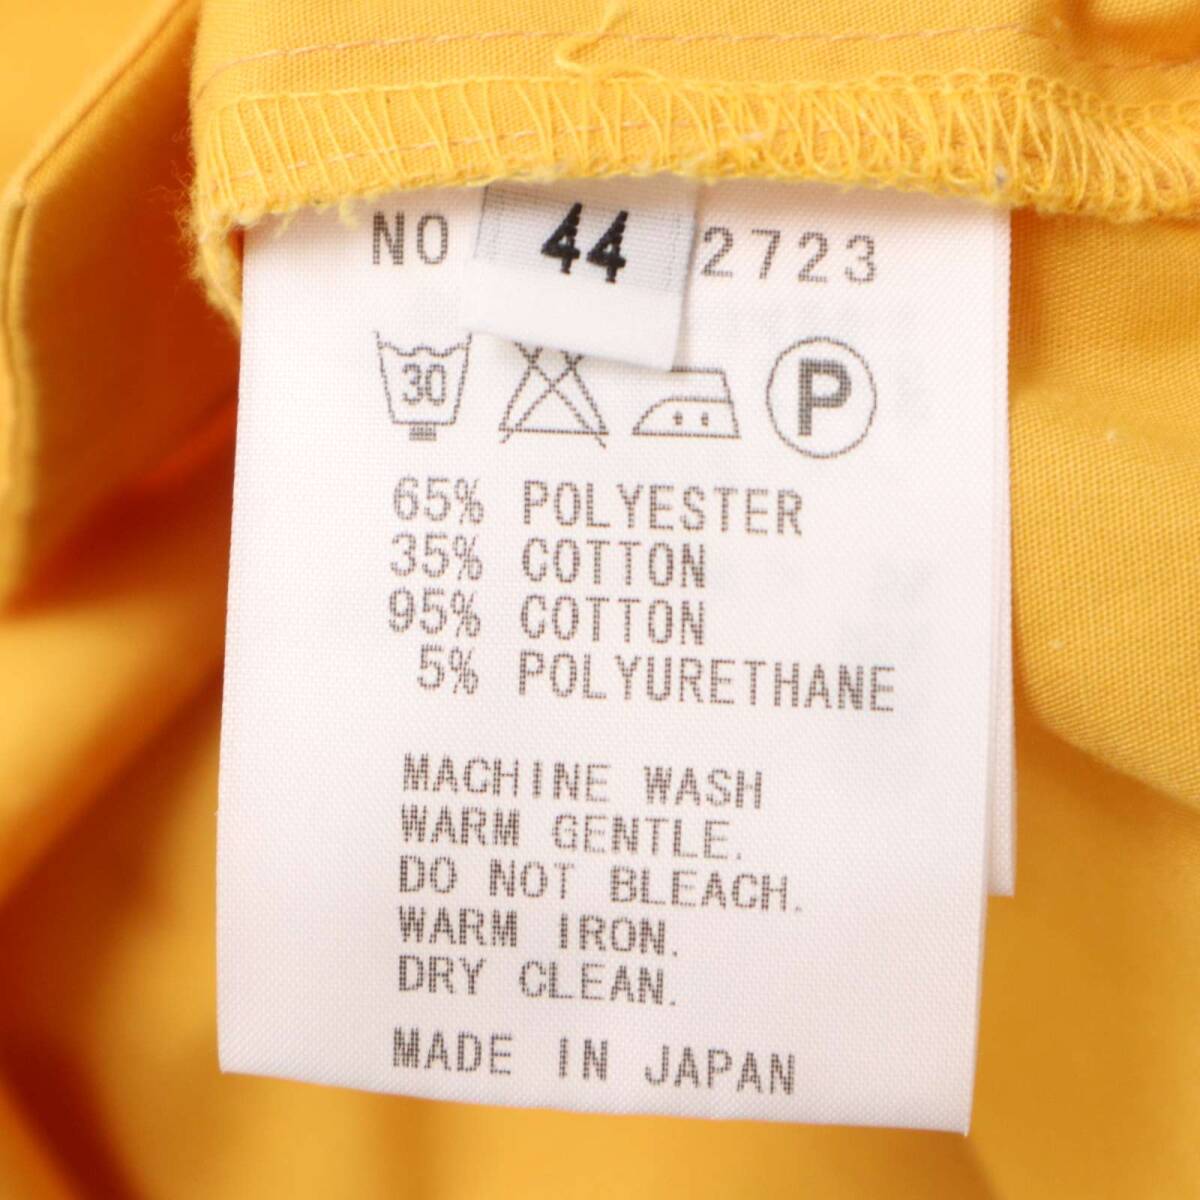 NO 44 2723
30 P
65% POLYESTER
35% COTTON
95% COTTON
5% POLYURETHANE
MACHINE WASH
WARM GENTLE.
DO NOT BLEACH.
WARM IRON.
DRY CLEAN.
MADE IN JAPAN